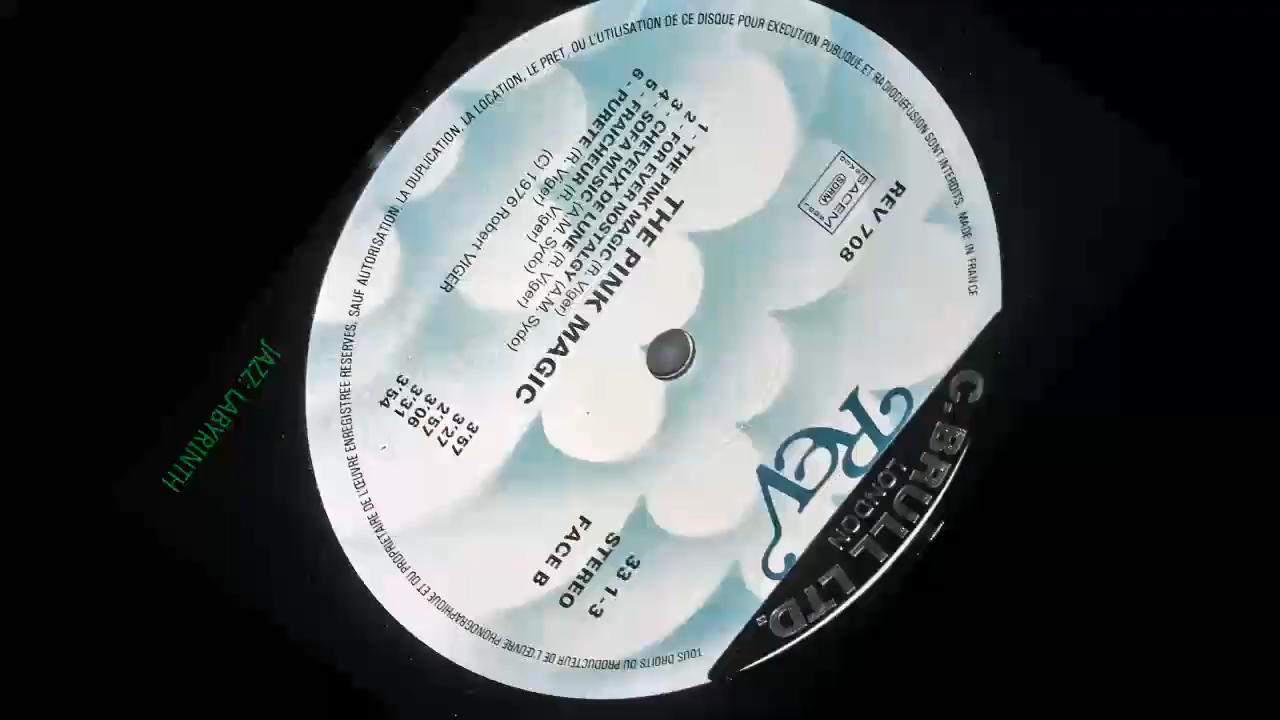 TOUS DROITS DU PRODUCTEUR DE L'ŒUVRE PHONOGRAPHIQUE ET DU PROPRIETAIRE DE L'ŒUVRE ENREGISTREE RESERVES. SAUF AUTORISATION, LA DUPLICATION, LA LOCATION, LE PRET, OU L'UTILISATION DE CE DISQUE POUR EXECUTION PUBLIQUE ET RADIODIFFUSION SONT INTERDITS. MADE IN FRANCE
Rev
C. BRULL LTD.
LONDON
REV 708
SACEM
SDRM
33 1-3
STEREO
FACE B
THE PINK MAGIC
1 - THE PINK MAGIC (R. Viger) 3'57
2 - FOR EVER NOSTALGY (A.M. Sydo) 3'27
3 - CHEVEUX DE LUNE (R. Viger) 2'57
4 - SOFA MUSIC (A.M. Sydo) 3'06
5 - FRAICHEUR (R. Viger) 3'31
6 - PURETE (R. Viger) 3'54
(C) 1976 Robert VIGER
JAZZ: LABYRINTH